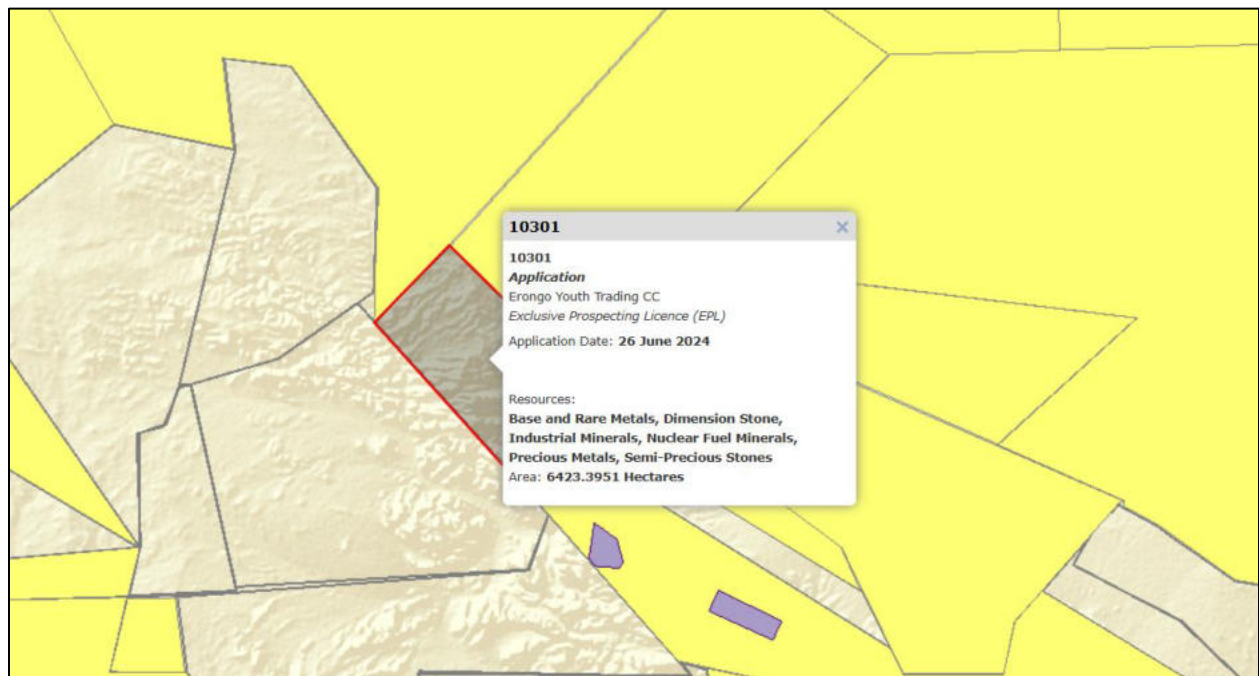 10301
10301
Application
Erongo Youth Trading CC
Exclusive Prospecting Licence (EPL)
Application Date: 26 June 2024
Resources:
Base and Rare Metals, Dimension Stone,
Industrial Minerals, Nuclear Fuel Minerals,
Precious Metals, Semi-Precious Stones
Area: 6423.3951 Hectares